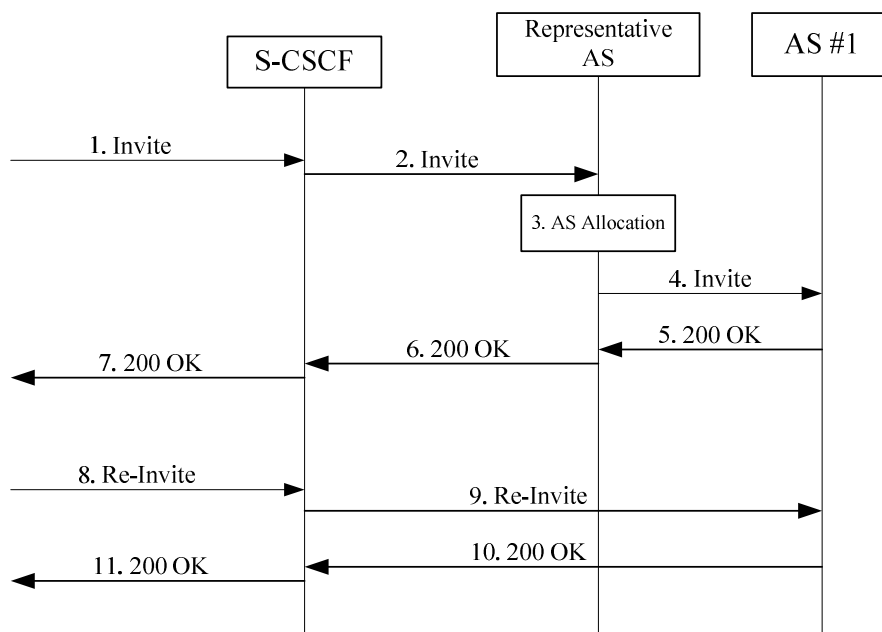 S-CSCF
Representative
AS
AS #1
1. Invite
2. Invite
3. AS Allocation
4. Invite
5. 200 OK
6. 200 OK
7. 200 OK
8. Re-Invite
9. Re-Invite
10. 200 OK
11. 200 OK